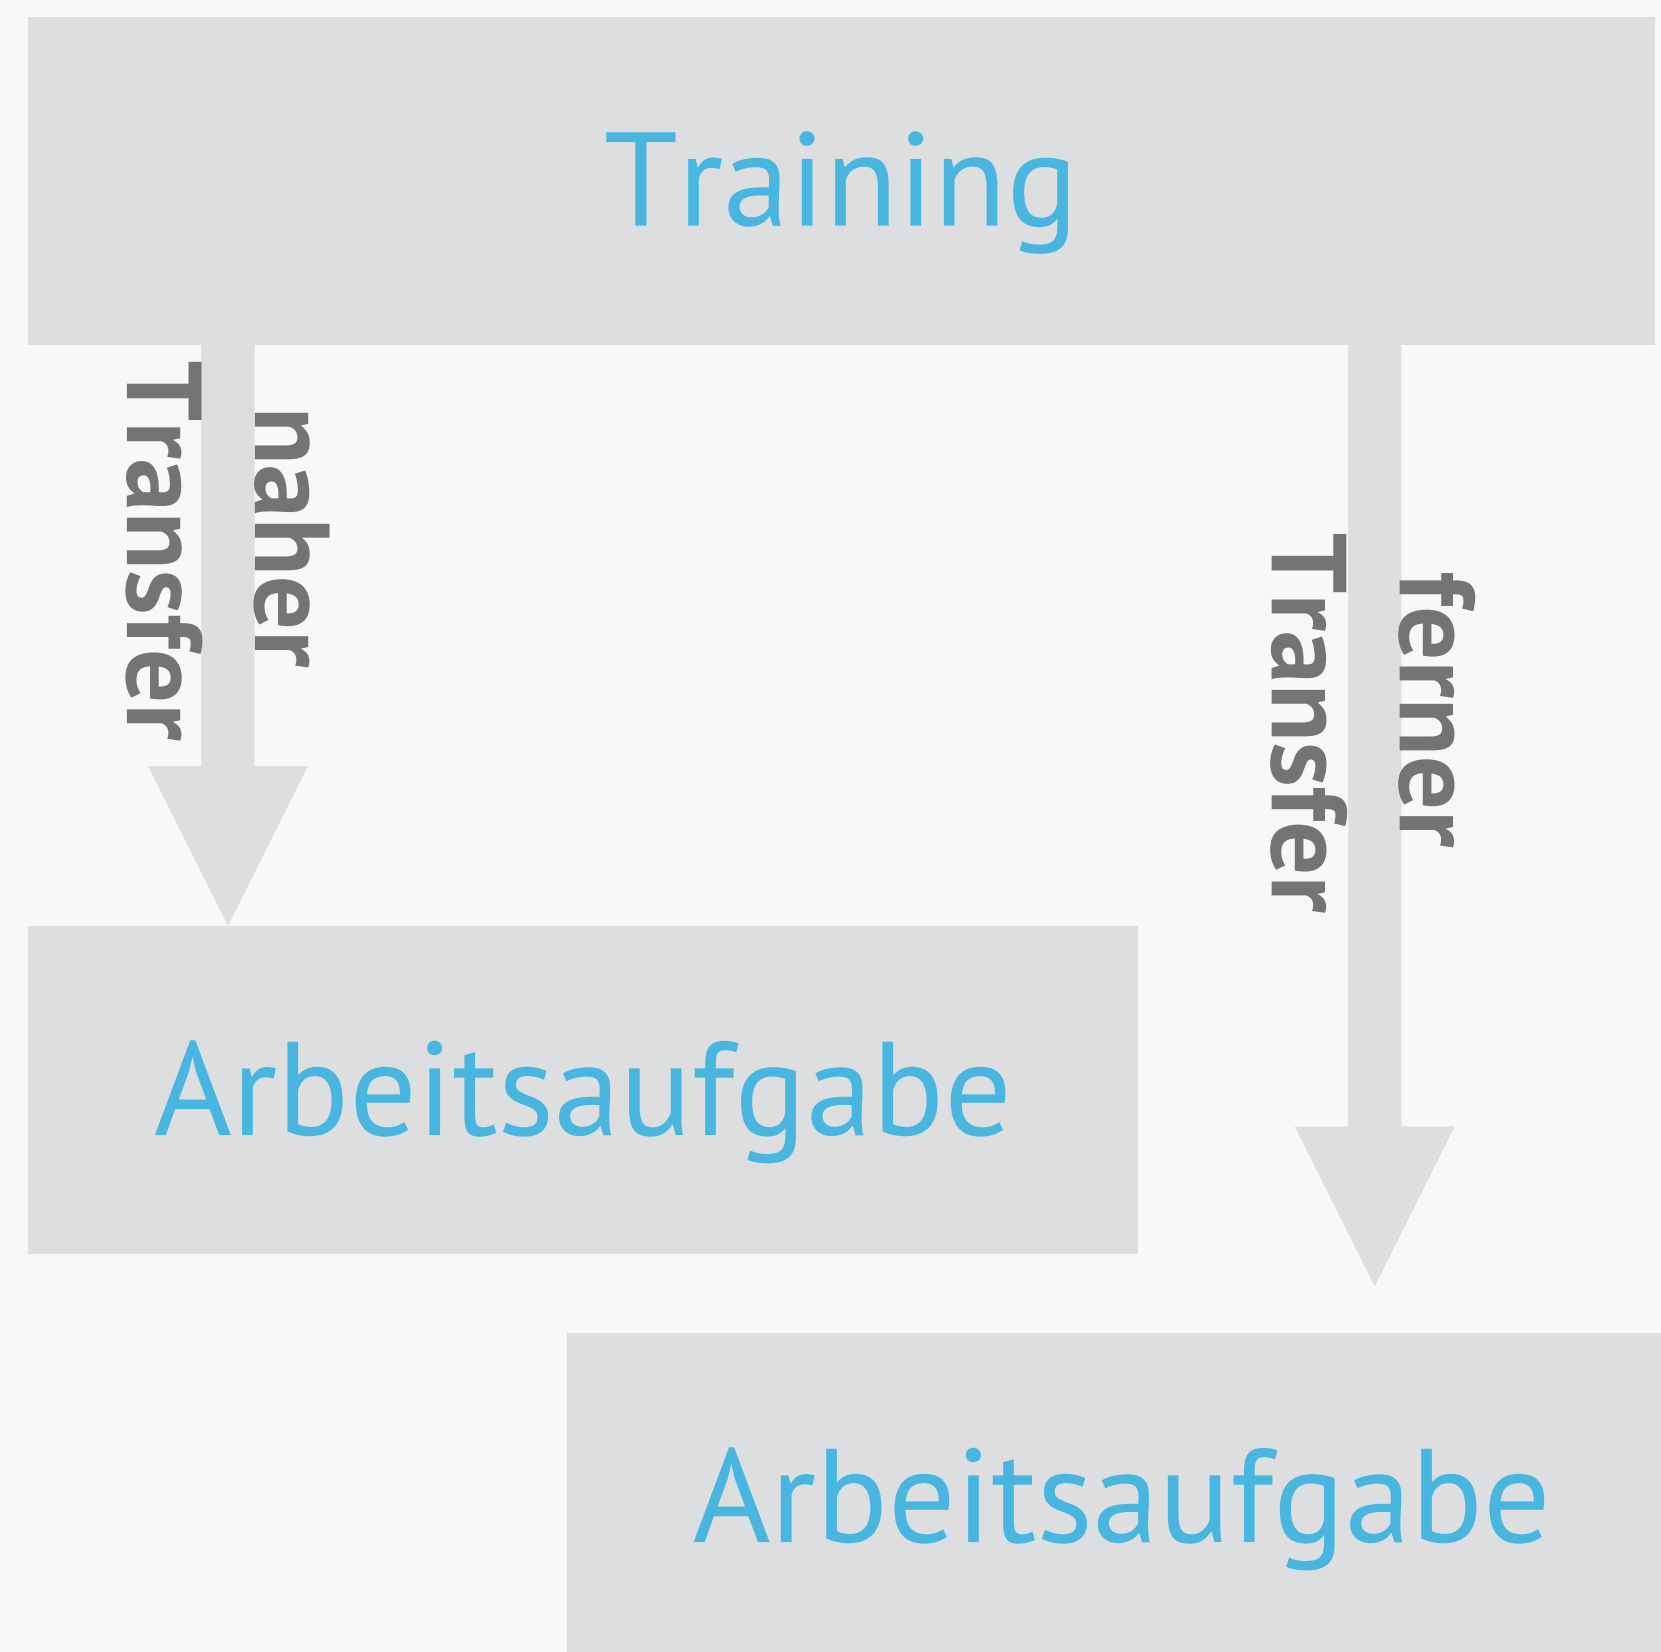 Training
naher
Transfer
ferner
Transfer
Arbeitsaufgabe
Arbeitsaufgabe